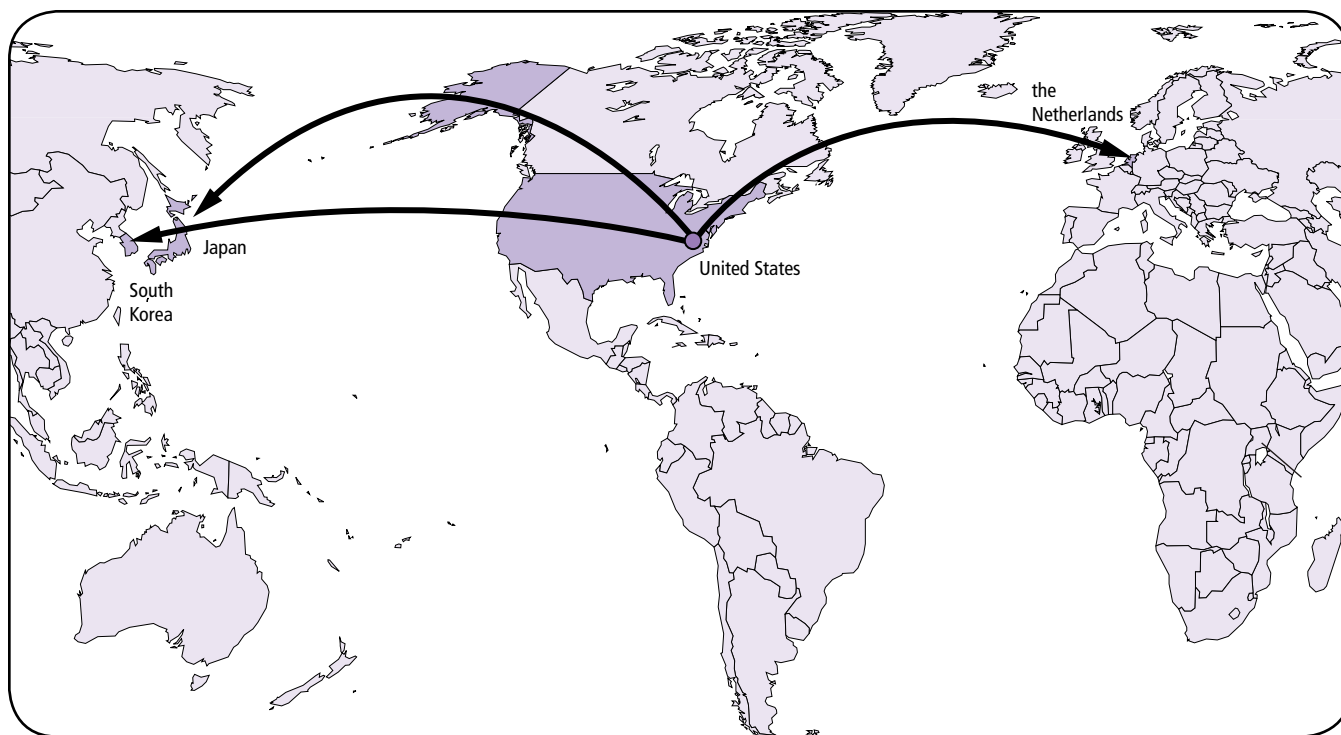 the
Netherlands
Japan
United States
South
Korea